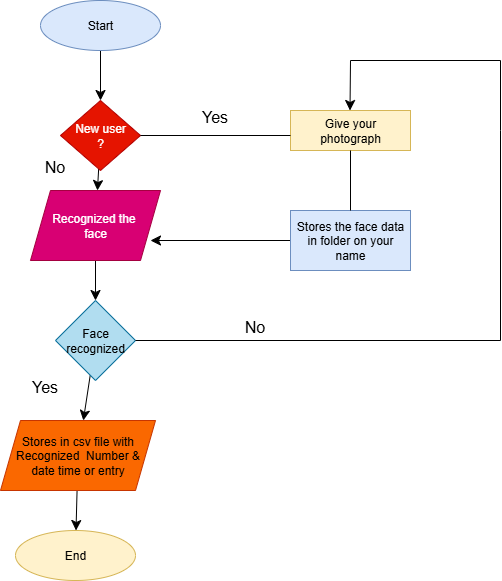 Start
New user
?
Yes
Give your
photograph
No
Recognized the
face
Stores the face data
in folder on your
name
Face
recognized
No
Yes
Stores in csv file with
Recognized  Number &
date time or entry
End